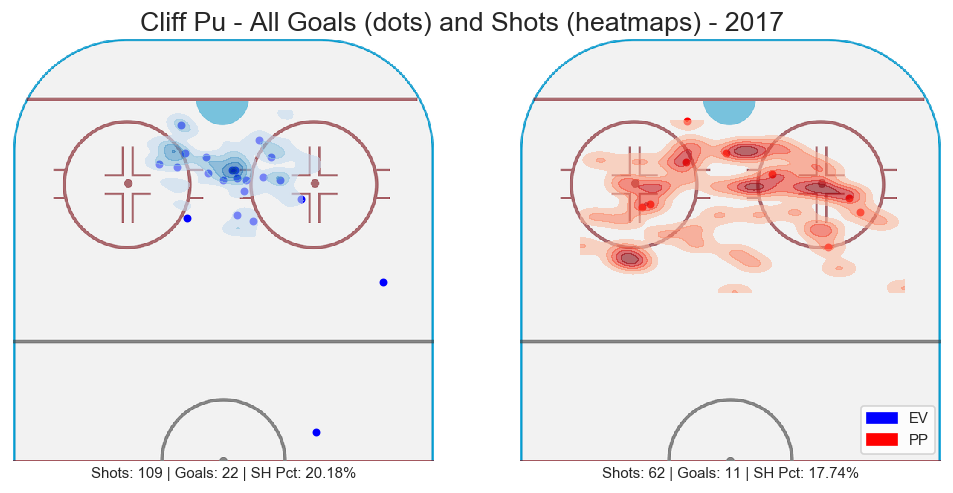 Cliff Pu - All Goals (dots) and Shots (heatmaps) - 2017
EV
PP
Shots: 109 | Goals: 22 | SH Pct: 20.18%
Shots: 62 | Goals: 11 | SH Pct: 17.74%